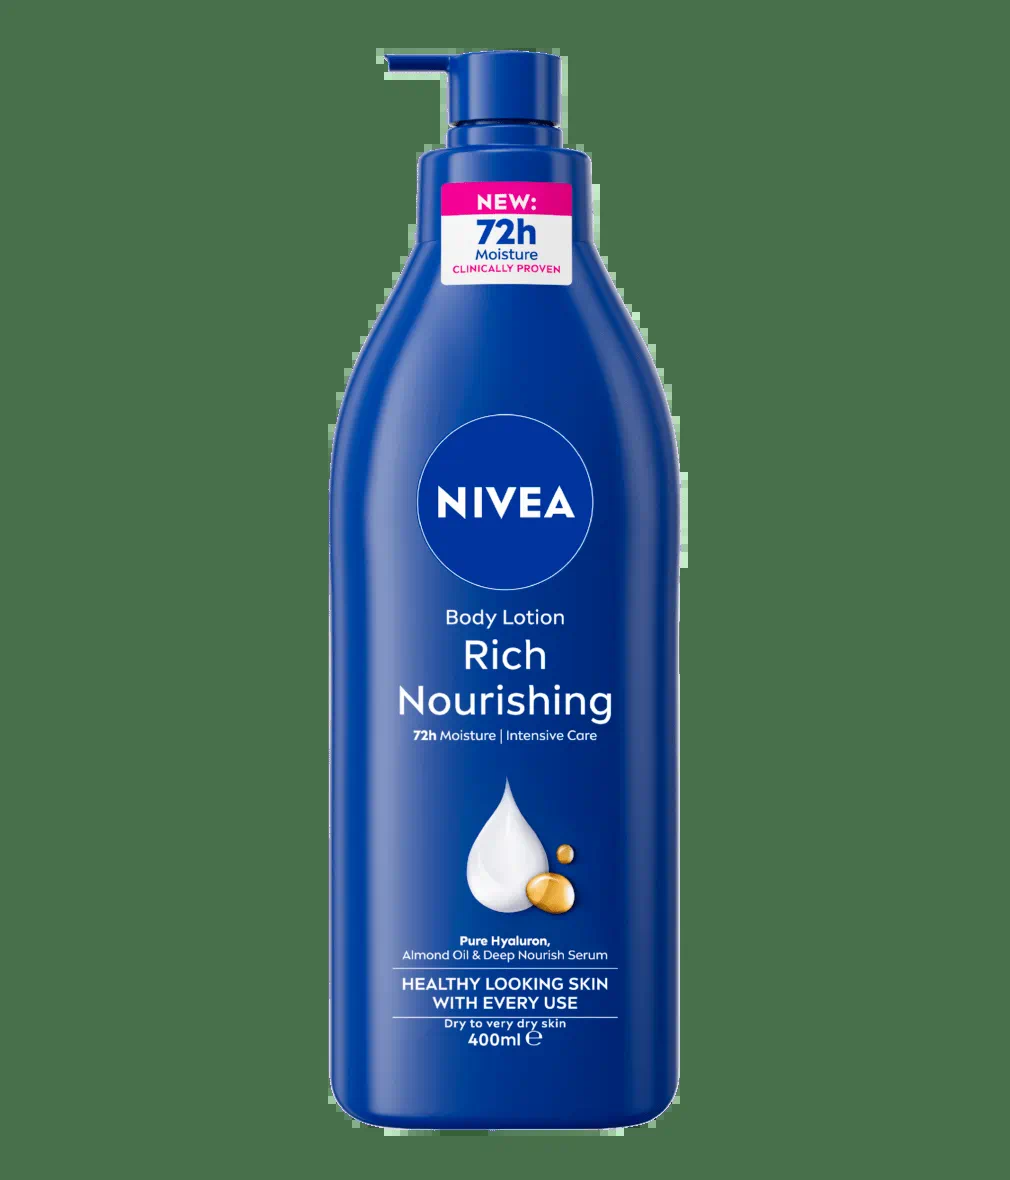 NEW:
72h
Moisture
CLINICALLY PROVEN
NIVEA
Body Lotion
Rich
Nourishing
72h Moisture | Intensive Care
Pure Hyaluron,
Almond Oil & Deep Nourish Serum
HEALTHY LOOKING SKIN
WITH EVERY USE
Dry to very dry skin
400ml ℮